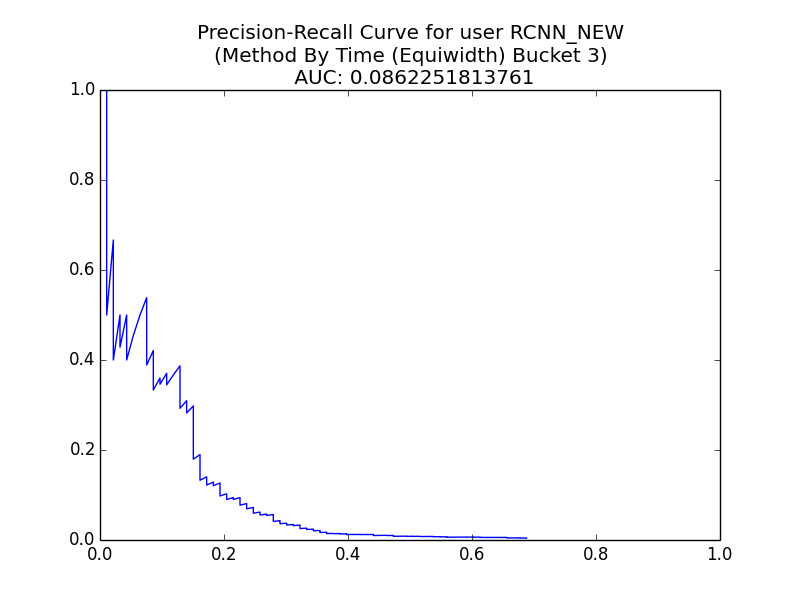 Precision-Recall Curve for user RCNN_NEW
(Method By Time (Equiwidth) Bucket 3)
AUC: 0.0862251813761
1.0
0.8
0.6
0.4
0.2
0.0
0.0 0.2 0.4 0.6 0.8 1.0